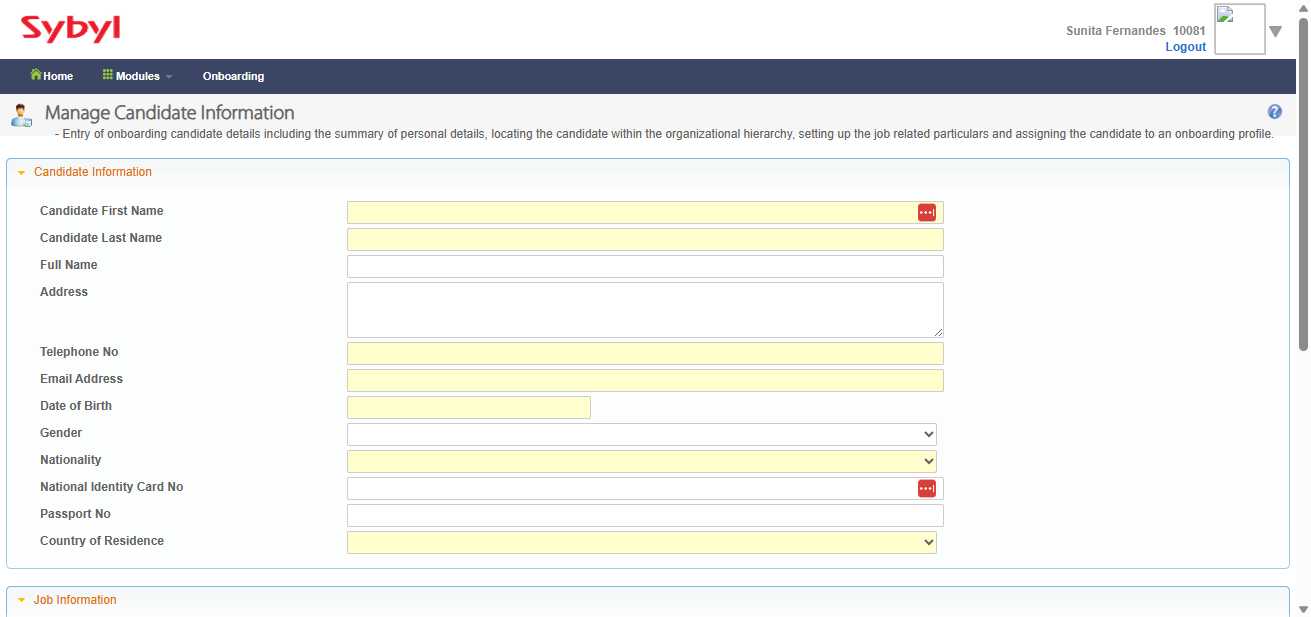 Sybyl
Sunita Fernandes 10081
Logout
Home Modules Onboarding
Manage Candidate Information
?
- Entry of onboarding candidate details including the summary of personal details, locating the candidate within the organizational hierarchy, setting up the job related particulars and assigning the candidate to an onboarding profile.
Candidate Information
Candidate First Name
Candidate Last Name
Full Name
Address
Telephone No
Email Address
Date of Birth
Gender
Nationality
National Identity Card No
Passport No
Country of Residence
Job Information